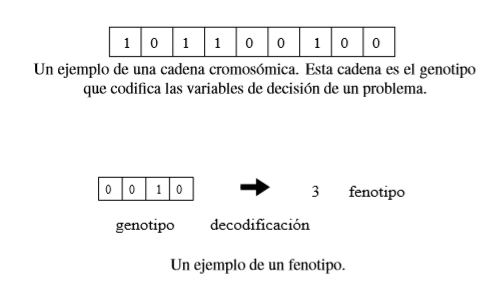 1 0 1 1 0 0 1 0 0
Un ejemplo de una cadena cromosómica. Esta cadena es el genotipo
que codifica las variables de decisión de un problema.
0 0 1 0 3 fenotipo
genotipo decodificación
Un ejemplo de un fenotipo.